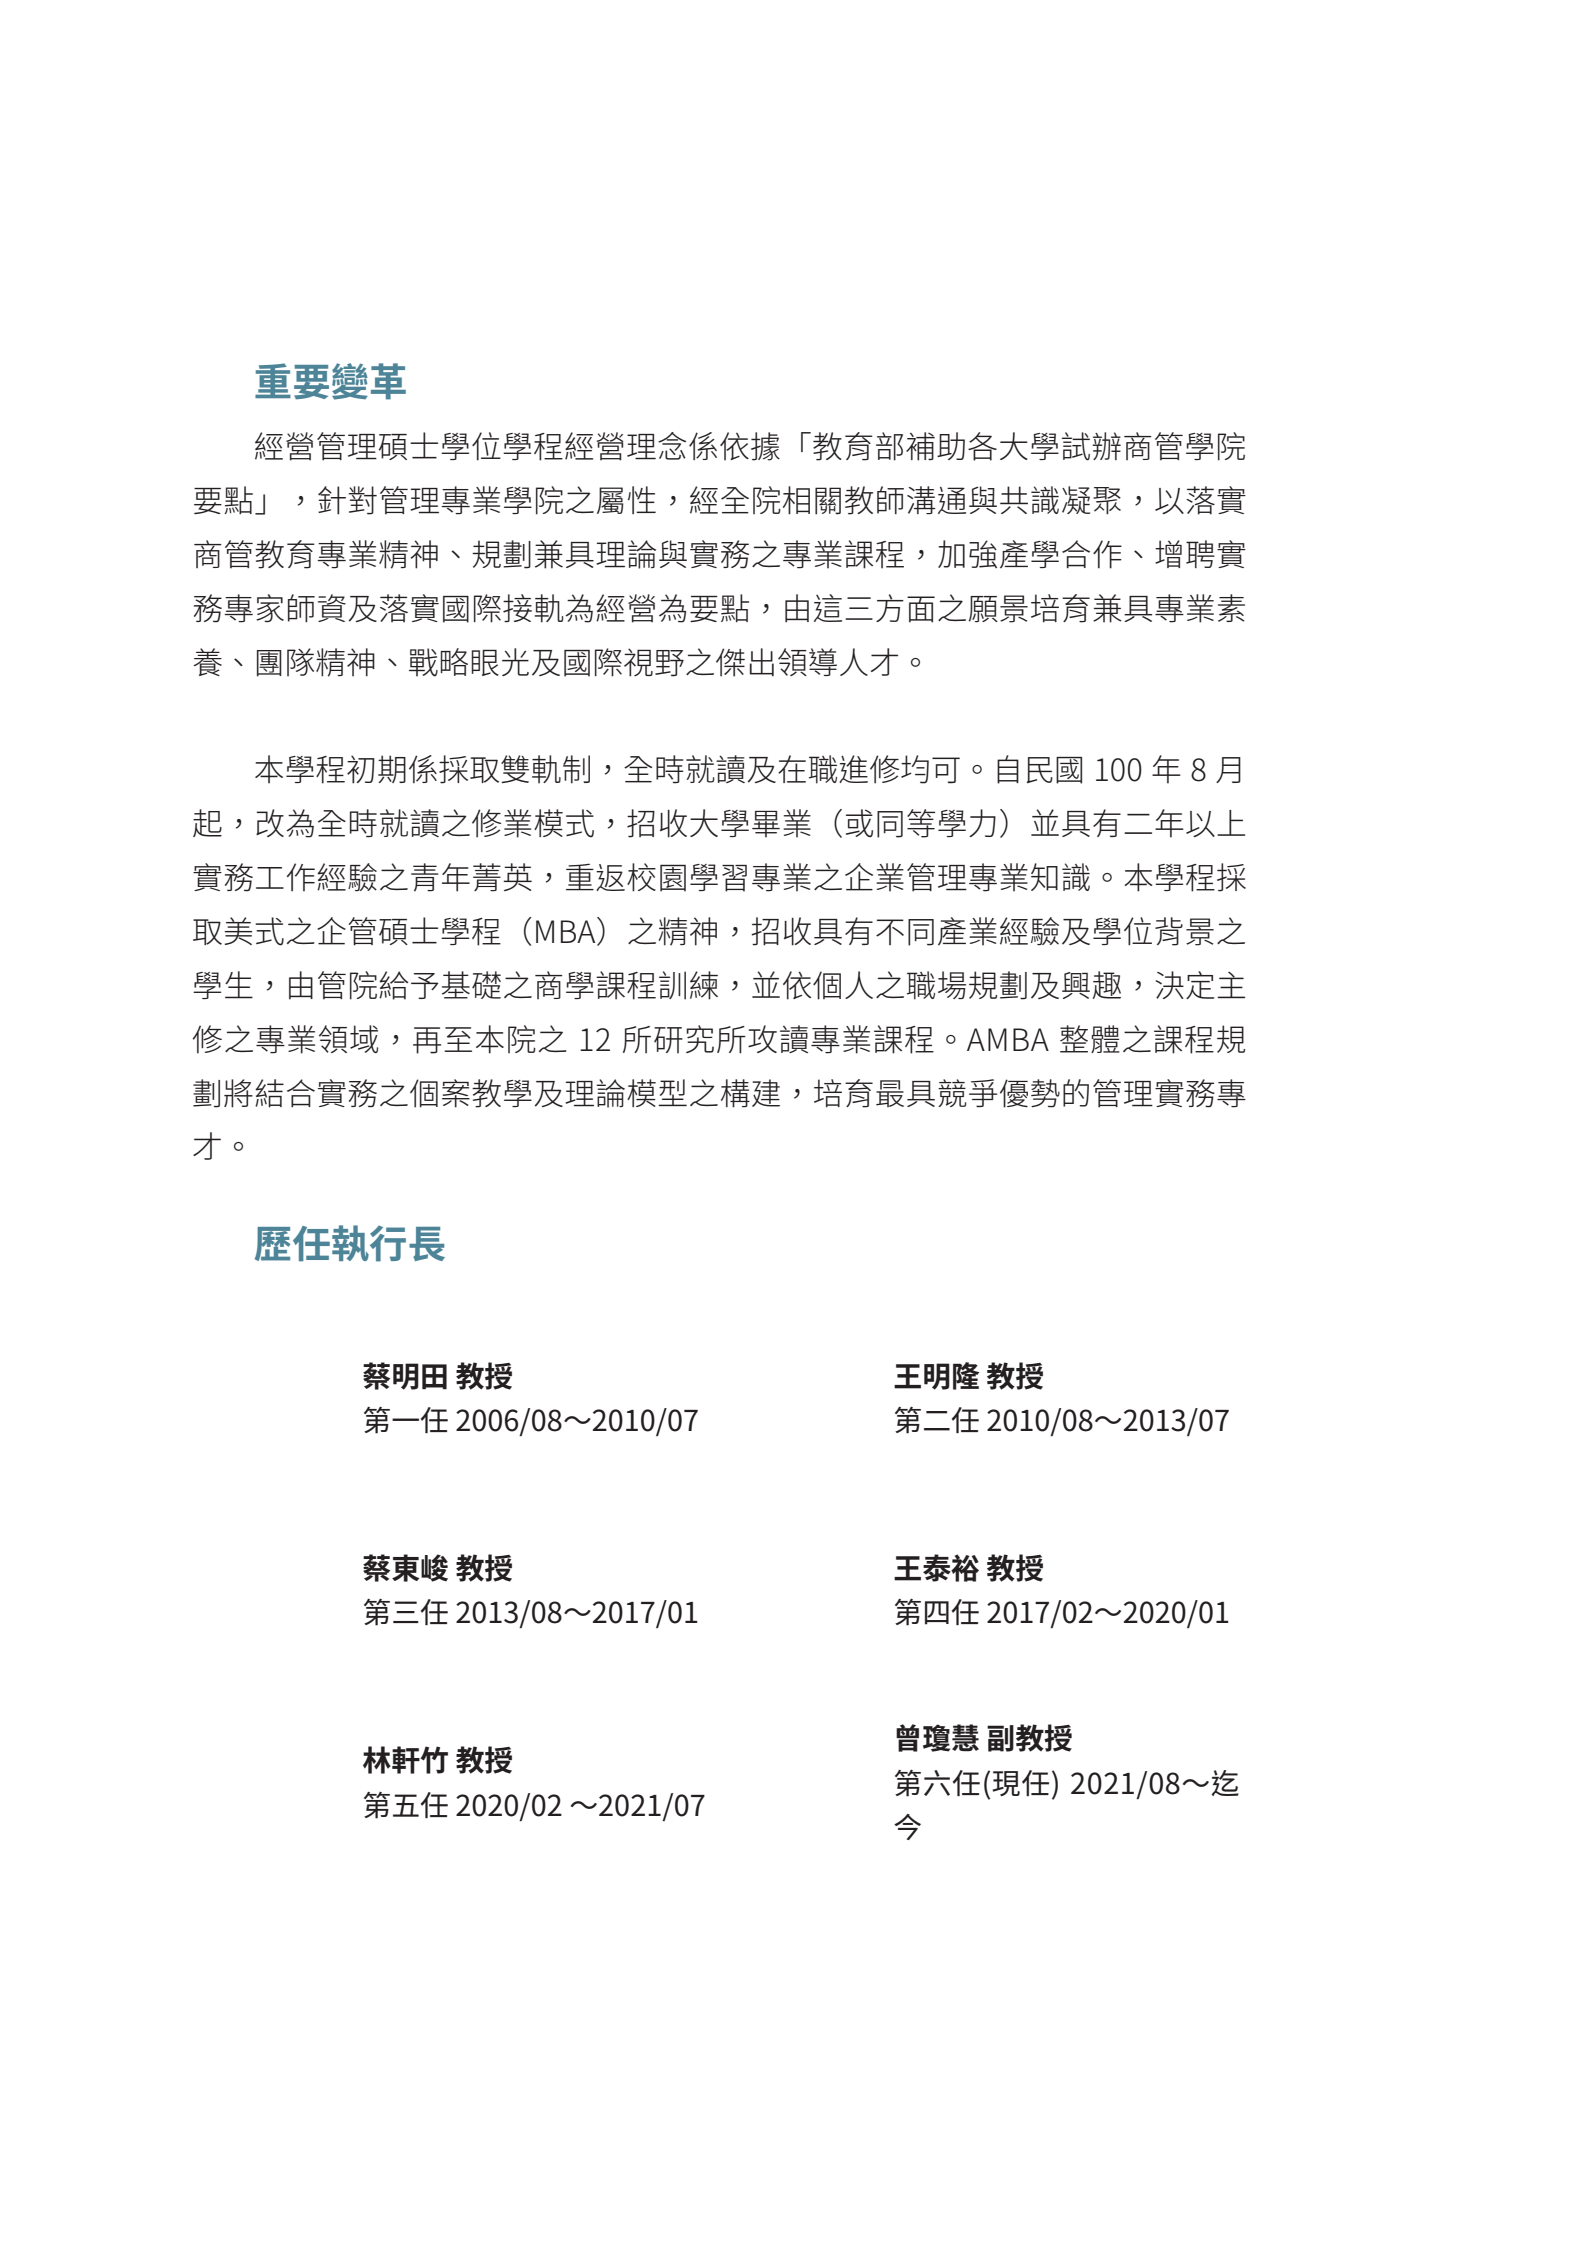 重要變革
經營管理碩士學位學程經營理念係依據「教育部補助各大學試辦商管學院
要點」，針對管理專業學院之屬性，經全院相關教師溝通與共識凝聚，以落實
商管教育專業精神、規劃兼具理論與實務之專業課程，加強產學合作、增聘實
務專家師資及落實國際接軌為經營為要點，由這三方面之願景培育兼具專業素
養、團隊精神、戰略眼光及國際視野之傑出領導人才。
本學程初期係採取雙軌制，全時就讀及在職進修均可。自民國 100 年 8 月
起，改為全時就讀之修業模式，招收大學畢業（或同等學力）並具有二年以上
實務工作經驗之青年菁英，重返校園學習專業之企業管理專業知識。本學程採
取美式之企管碩士學程（MBA）之精神，招收具有不同產業經驗及學位背景之
學生，由管院給予基礎之商學課程訓練，並依個人之職場規劃及興趣，決定主
修之專業領域，再至本院之 12 所研究所攻讀專業課程。AMBA 整體之課程規
劃將結合實務之個案教學及理論模型之構建，培育最具競爭優勢的管理實務專
才。
歷任執行長
蔡明田 教授
第一任 2006/08～2010/07
王明隆 教授
第二任 2010/08～2013/07
蔡東峻 教授
第三任 2013/08～2017/01
王泰裕 教授
第四任 2017/02～2020/01
林軒竹 教授
第五任 2020/02 ～2021/07
曾瓊慧 副教授
第六任(現任) 2021/08～迄
今